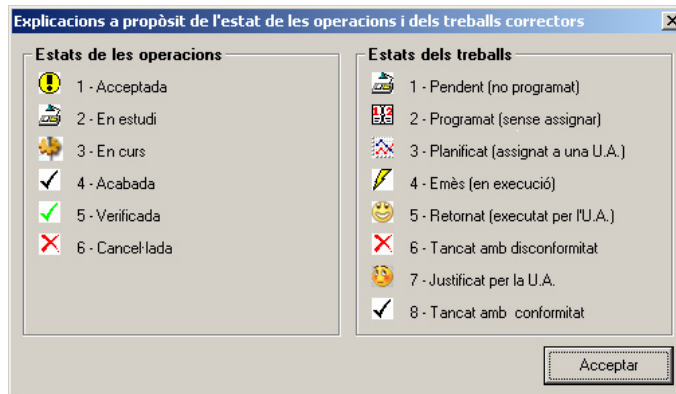 Explicacions a propòsit de l'estat de les operacions i dels treballs correctors
Estats de les operacions
1 - Acceptada
2 - En estudi
3 - En curs
4 - Acabada
5 - Verificada
6 - Cancel·lada
Estats dels treballs
1 - Pendent (no programat)
2 - Programat (sense assignar)
3 - Planificat (assignat a una U.A.)
4 - Emès (en execució)
5 - Retornat (executat per l'U.A.)
6 - Tancat amb disconformitat
7 - Justificat per la U.A.
8 - Tancat amb conformitat
Acceptar